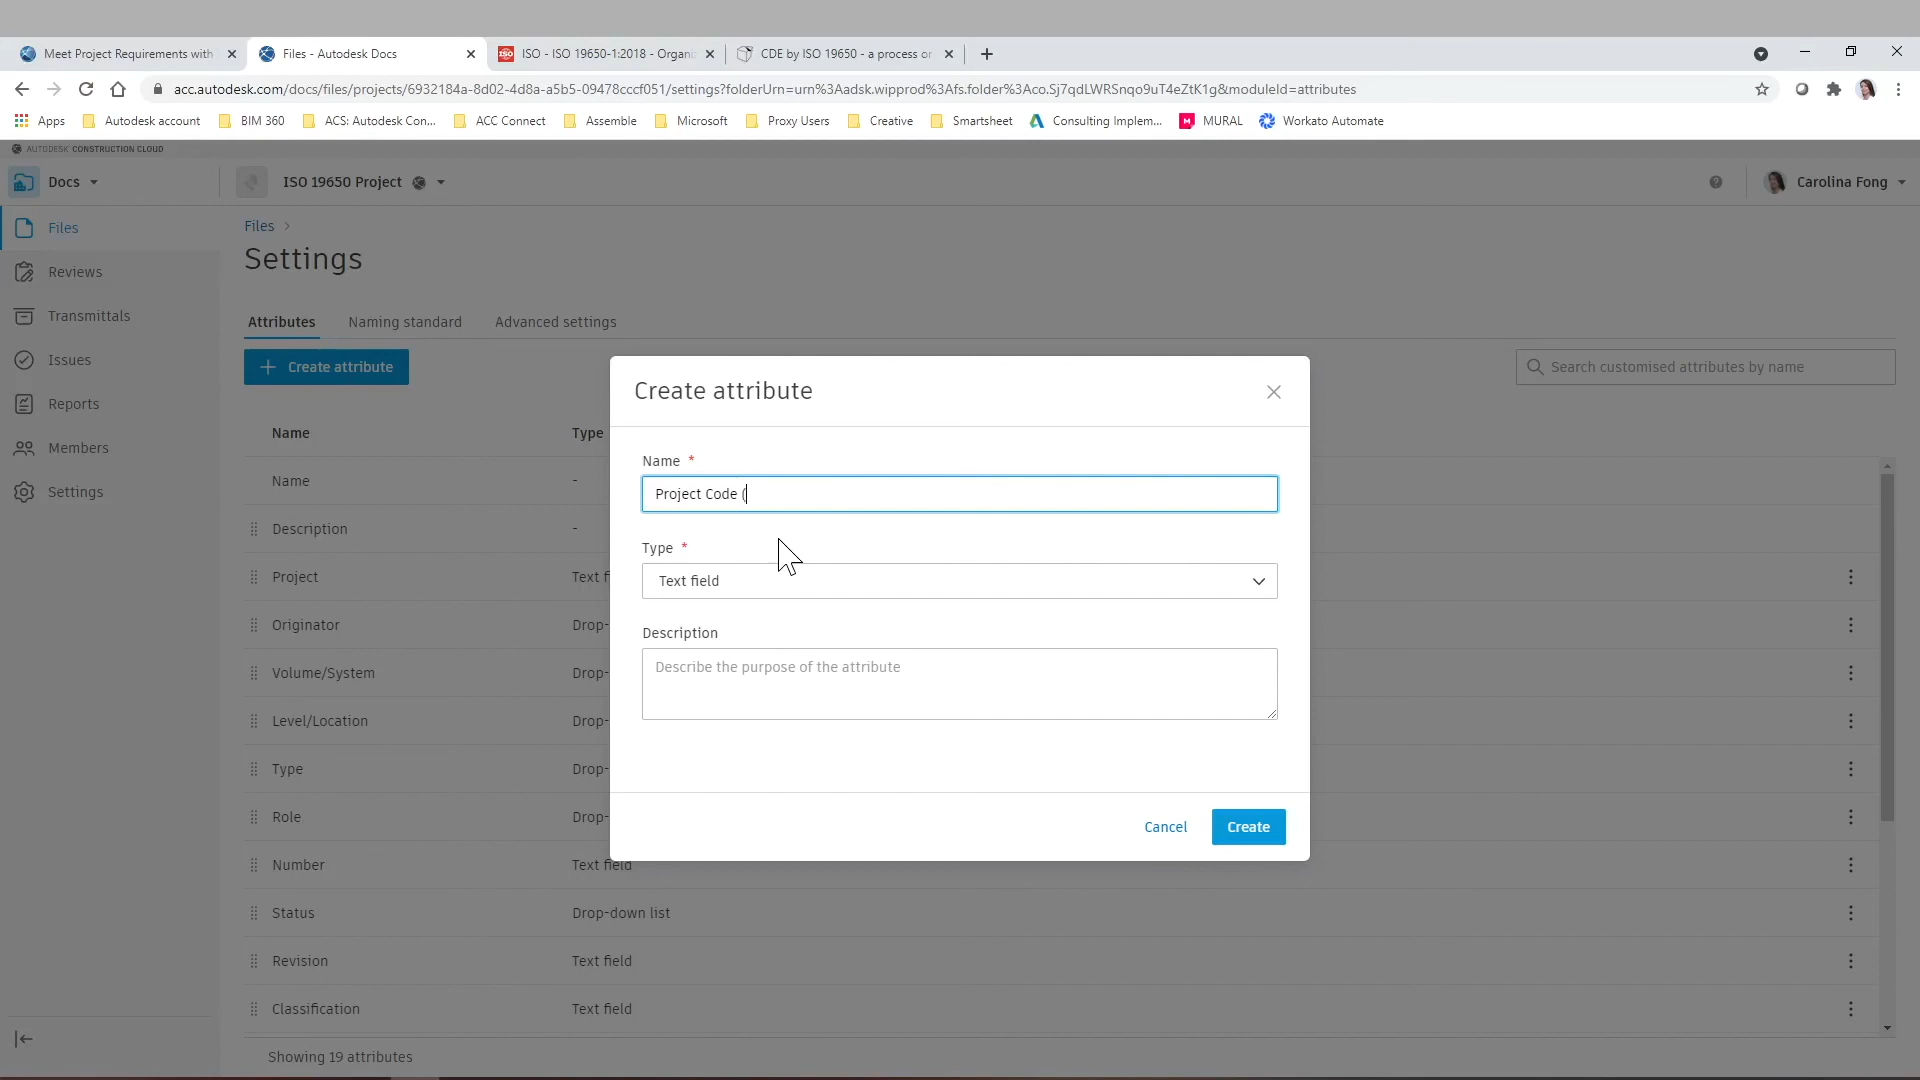 Meet Project Requirements with
Files - Autodesk Docs
ISO - ISO 19650-1:2018 - Organi
CDE by ISO 19650 - a process or
acc.autodesk.com/docs/files/projects/6932184a-8d02-4d8a-a5b5-09478cccf051/settings?folderUrn=urn%3Aadsk.wipprod%3Afs.folder%3Aco.Sj7qdLWRSnqo9uT4eZtK1g&moduleId=attributes
Apps
Autodesk account
BIM 360
ACS: Autodesk Con...
ACC Connect
Assemble
Microsoft
Proxy Users
Creative
Smartsheet
Consulting Implem...
MURAL
Workato Automate
AUTODESK CONSTRUCTION CLOUD
Docs
ISO 19650 Project
Carolina Fong
Files
Reviews
Transmittals
Issues
Reports
Members
Settings
Files
Settings
Attributes
Naming standard
Advanced settings
Create attribute
Search customised attributes by name
Name
Type
Name
-
Description
-
Project
Text f
Originator
Drop-
Volume/System
Drop-
Level/Location
Drop-
Type
Drop-
Role
Drop-
Number
Text field
Status
Drop-down list
Revision
Text field
Classification
Text field
Showing 19 attributes
Create attribute
Name *
Project Code (
Type *
Text field
Description
Describe the purpose of the attribute
Cancel
Create